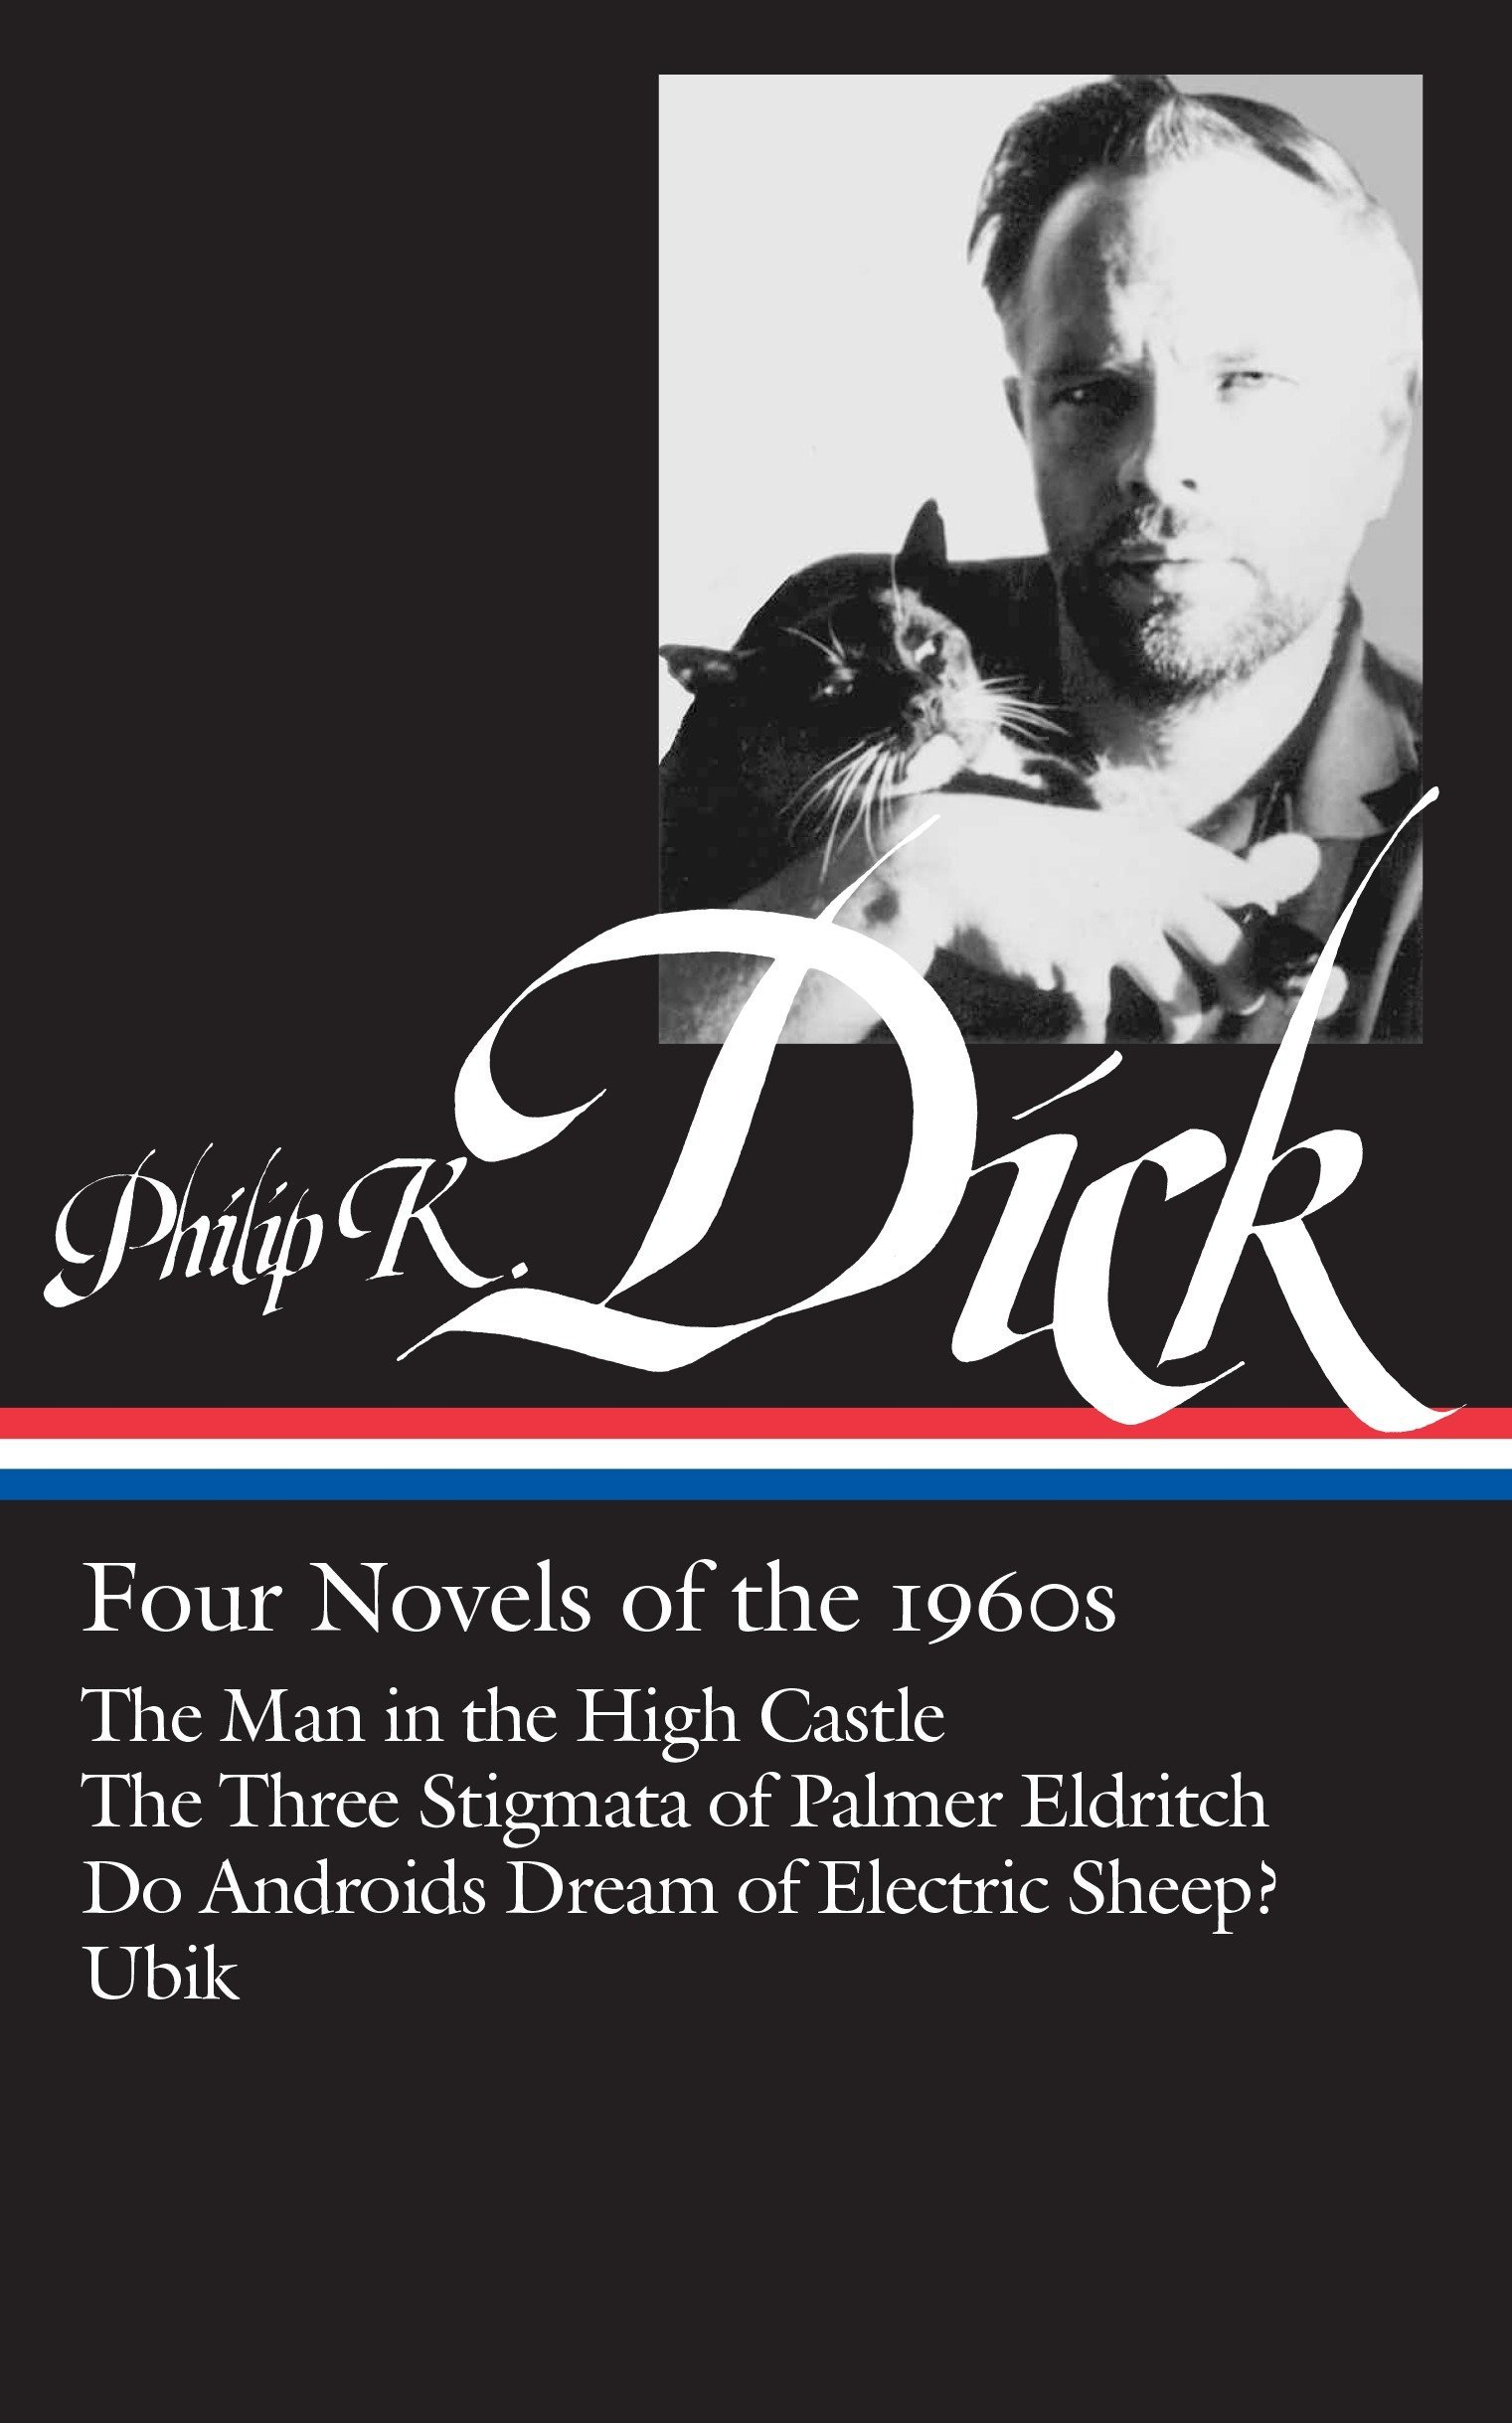 Philip K. Dick
Four Novels of the 1960s
The Man in the High Castle
The Three Stigmata of Palmer Eldritch
Do Androids Dream of Electric Sheep?
Ubik